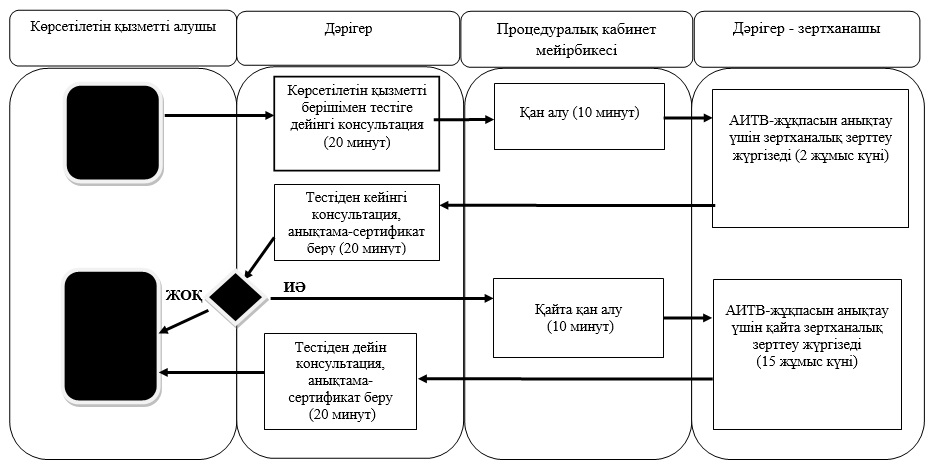 Көрсетілетін қызметті алушы
Дәрігер
Процедуралық кабинет
мейірбикесі
Дәрігер - зертханашы
Көрсетілетін қызметті
берішімен тестіге
дейінгі консультация
(20 минут)
Қан алу (10 минут)
АИТВ-жұқпасын анықтау
үшін зертханалық зерттеу
жүргізеді (2 жұмыс күні)
Тестіден кейінгі
консультация,
анықтама-сертификат
беру (20 минут)
ЖОҚ
ИӘ
Қайта қан алу
(10 минут)
АИТВ-жұқпасын анықтау
үшін қайта зертханалық
зерттеу жүргізеді
(15 жұмыс күні)
Тестіден дейін
консультация,
анықтама-
сертификат беру
(20 минут)